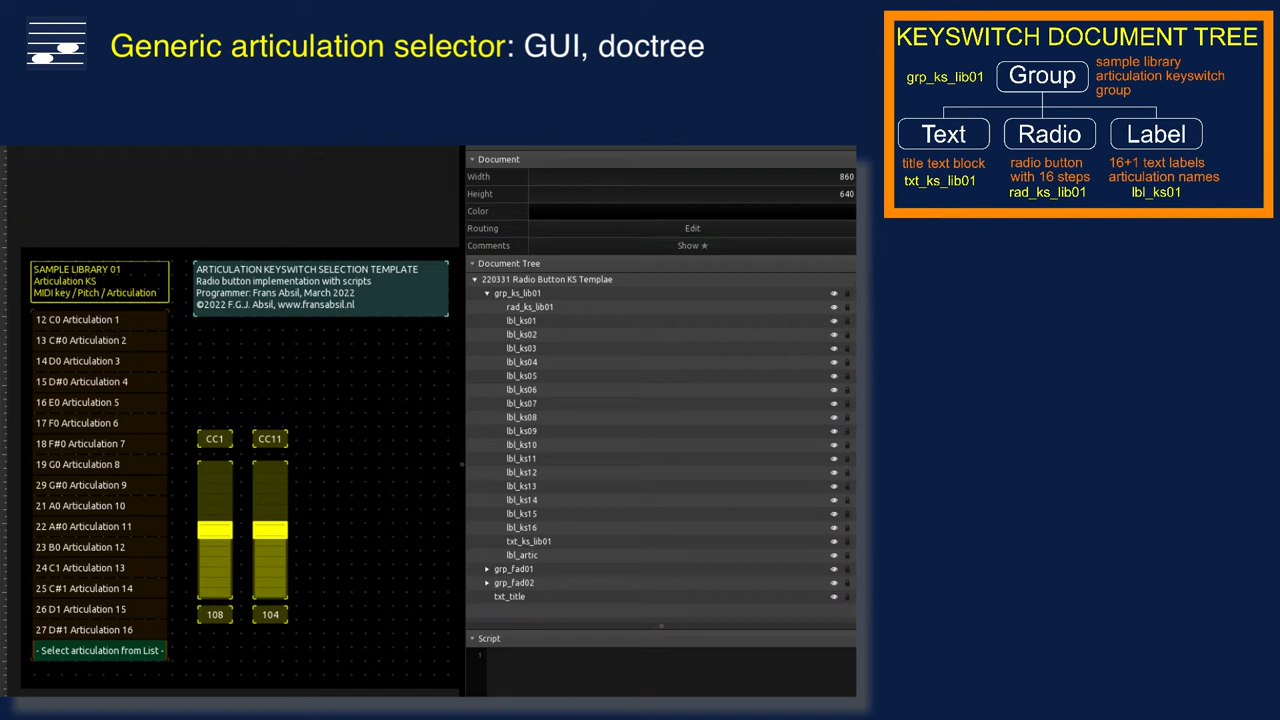 Generic articulation selector: GUI, doctree
KEYSWITCH DOCUMENT TREE
grp_ks_lib01
Group
sample library
articulation keyswitch
group
Text
Radio
Label
title text block
txt_ks_lib01
radio button
with 16 steps
rad_ks_lib01
16+1 text labels
articulation names
lbl_ks01
SAMPLE LIBRARY 01
Articulation KS
MIDI key / Pitch / Articulation
ARTICULATION KEYSWITCH SELECTION TEMPLATE
Radio button implementation with scripts
Programmer: Frans Absil, March 2022
©2022 F.G.J. Absil, www.fransabsil.nl
12 C0 Articulation 1
13 C#0 Articulation 2
14 D0 Articulation 3
15 D#0 Articulation 4
16 E0 Articulation 5
17 F0 Articulation 6
18 F#0 Articulation 7
19 G0 Articulation 8
29 G#0 Articulation 9
21 A0 Articulation 10
22 A#0 Articulation 11
23 B0 Articulation 12
24 C1 Articulation 13
25 C#1 Articulation 14
26 D1 Articulation 15
27 D#1 Articulation 16
- Select articulation from List -
CC1
CC11
108
104
Document
Width 860
Height 640
Color
Routing Edit
Comments Show ★
Document Tree
220331 Radio Button KS Templae
grp_ks_lib01
rad_ks_lib01
lbl_ks01
lbl_ks02
lbl_ks03
lbl_ks04
lbl_ks05
lbl_ks06
lbl_ks07
lbl_ks08
lbl_ks09
lbl_ks10
lbl_ks11
lbl_ks12
lbl_ks13
lbl_ks14
lbl_ks15
lbl_ks16
txt_ks_lib01
lbl_artic
grp_fad01
grp_fad02
txt_title
Script
1